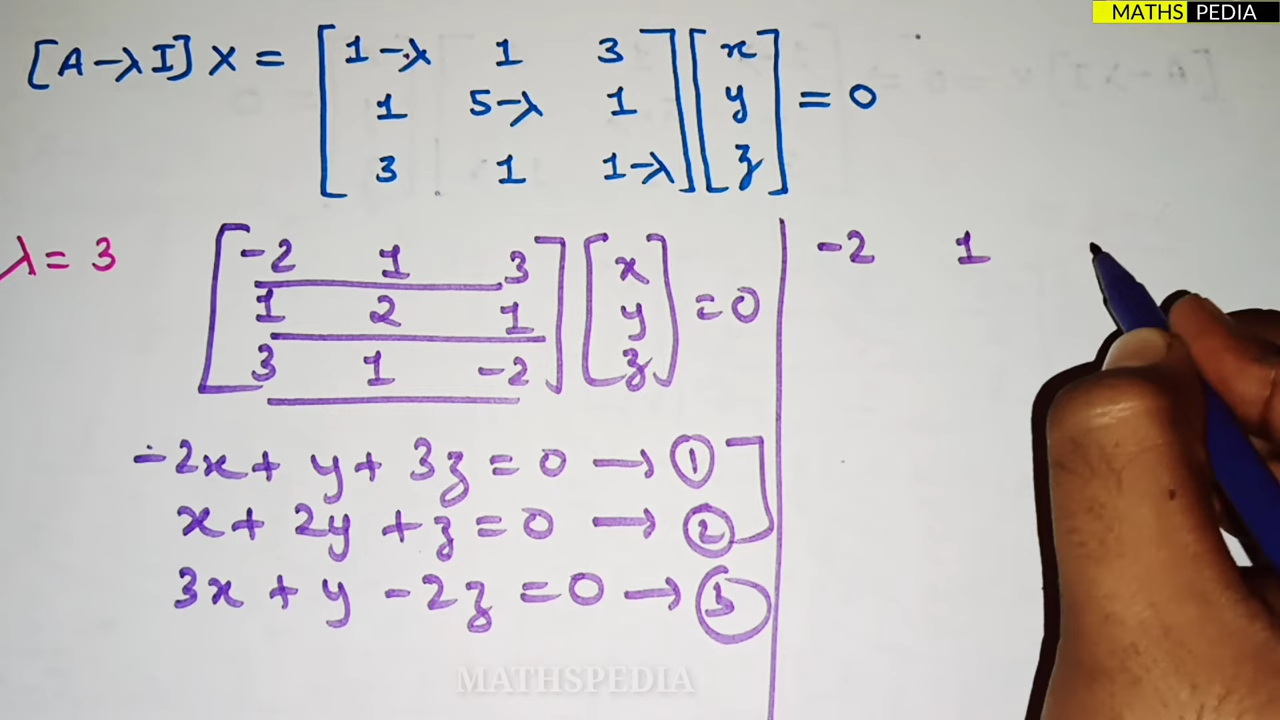 MATHS PEDIA
[A-λI] X = [1-λ 1 3] [x]
[1 5-λ 1] [y] = 0
[3 1 1-λ] [z]
λ = 3 [-2 1 3] [x] -2 1
[1 2 1] [y] = 0
[3 1 -2] [z]
-2x + y + 3z = 0 → ①
x + 2y + z = 0 → ②
3x + y - 2z = 0 → ③
MATHSPEDIA